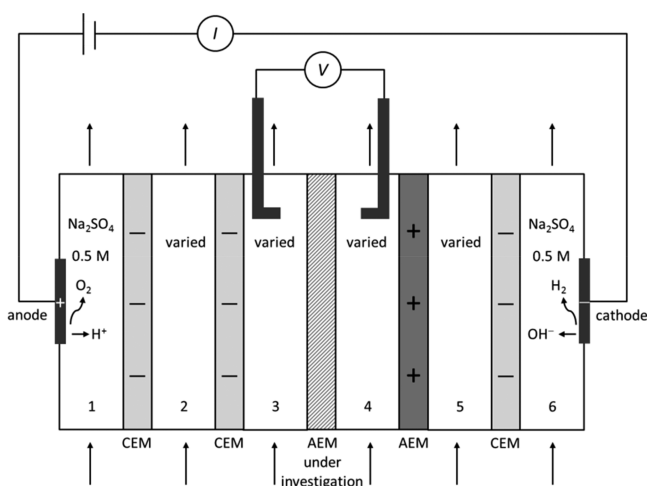 I
V
Na₂SO₄
0.5 M
O₂
H⁺
+
anode
varied
varied
varied
varied
Na₂SO₄
0.5 M
H₂
OH⁻
−
cathode
−
−
−
−
−
−
+
+
+
−
−
−
1
2
3
4
5
6
CEM
CEM
AEM
under
investigation
AEM
CEM